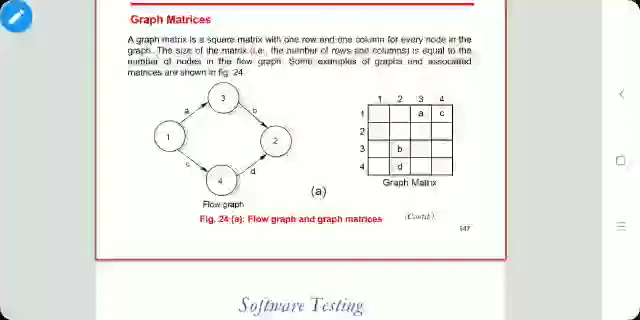 Graph Matrices
A graph matrix is a square matrix with one row and one column for every node in the
graph. The size of the matrix (i.e., the number of rows and columns) is equal to the
number of nodes in the flow graph. Some examples of graphs and associated
matrices are shown in fig. 24.
1 2 3 4
3
a b
1 a c
1 2
2
3 b
c d
4 d
4
Graph Matrix
(a)
Flow graph
Fig. 24 (a): Flow graph and graph matrices
(Contd.)
147
Software Testing